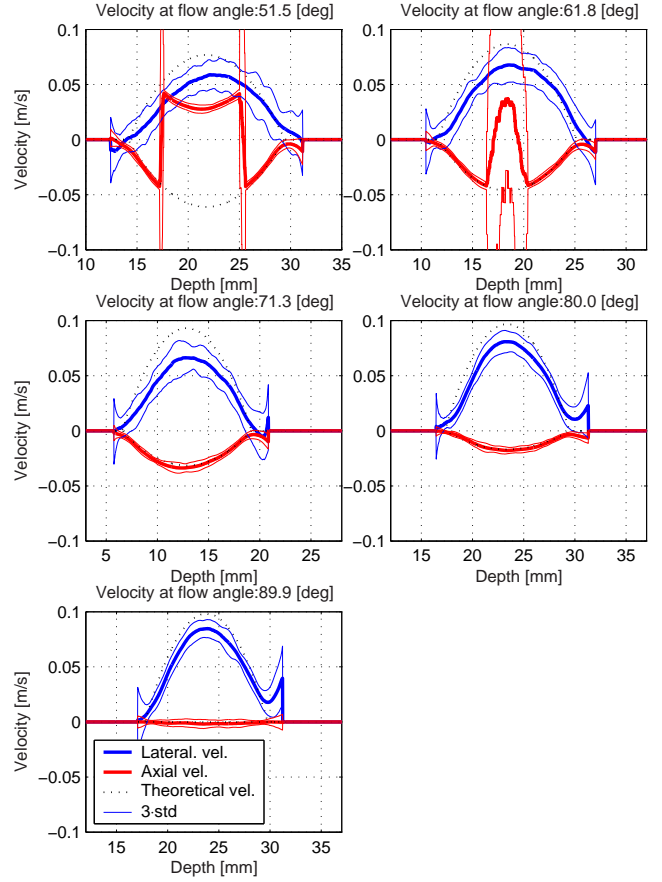 Velocity at flow angle:51.5 [deg]
0.1
0.05
0
−0.05
−0.1
Velocity [m/s]
10 15 20 25 30 35
Depth [mm]
Velocity at flow angle:61.8 [deg]
0.1
0.05
0
−0.05
−0.1
Velocity [m/s]
10 15 20 25 30
Depth [mm]
Velocity at flow angle:71.3 [deg]
0.1
0.05
0
−0.05
−0.1
Velocity [m/s]
5 10 15 20 25
Depth [mm]
Velocity at flow angle:80.0 [deg]
0.1
0.05
0
−0.05
−0.1
Velocity [m/s]
15 20 25 30 35
Depth [mm]
Velocity at flow angle:89.9 [deg]
0.1
0.05
0
−0.05
−0.1
Velocity [m/s]
Lateral. vel.
Axial vel.
Theoretical vel.
3·std
15 20 25 30 35
Depth [mm]